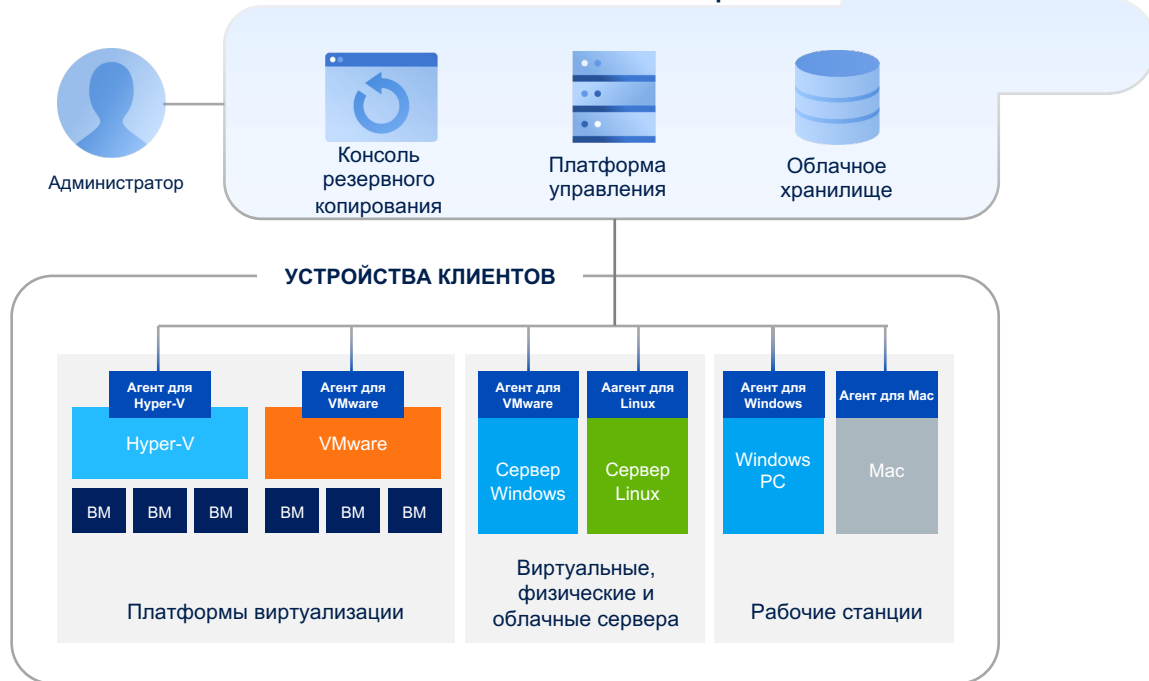 Консоль
резервного
копирования
Платформа
управления
Облачное
хранилище
Администратор
УСТРОЙСТВА КЛИЕНТОВ
Агент для
Hyper-V
Агент для
VMware
Агент для
VMware
Аагент для
Linux
Агент для
Windows
Агент для Mac
Hyper-V
VMware
Сервер
Windows
Сервер
Linux
Windows
PC
Mac
ВМ
ВМ
ВМ
ВМ
ВМ
ВМ
Платформы виртуализации
Виртуальные,
физические и
облачные сервера
Рабочие станции